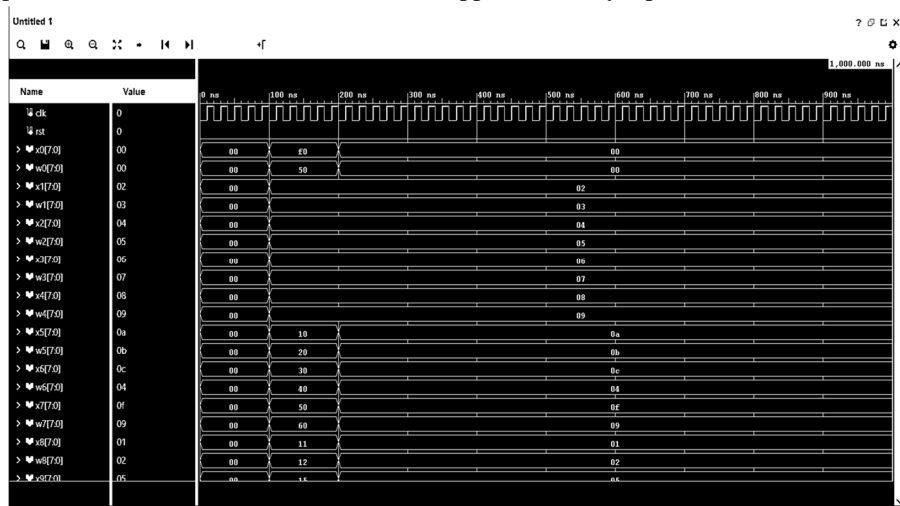 Untitled 1
1,000.000 ns
Name Value
0 ns 100 ns 200 ns 300 ns 400 ns 500 ns 600 ns 700 ns 800 ns 900 ns
clk 0
rst 0
x0[7:0] 00 00 f0 00
w0[7:0] 00 00 50 00
x1[7:0] 02 00 02
w1[7:0] 03 00 03
x2[7:0] 04 00 04
w2[7:0] 05 00 05
x3[7:0] 06 00 06
w3[7:0] 07 00 07
x4[7:0] 08 00 08
w4[7:0] 09 00 09
x5[7:0] 0a 00 10 0a
w5[7:0] 0b 00 20 0b
x6[7:0] 0c 00 30 0c
w6[7:0] 04 00 40 04
x7[7:0] 0f 00 50 0f
w7[7:0] 09 00 60 09
x8[7:0] 01 00 11 01
w8[7:0] 02 00 12 02
x9[7:0] 05 00 15 05